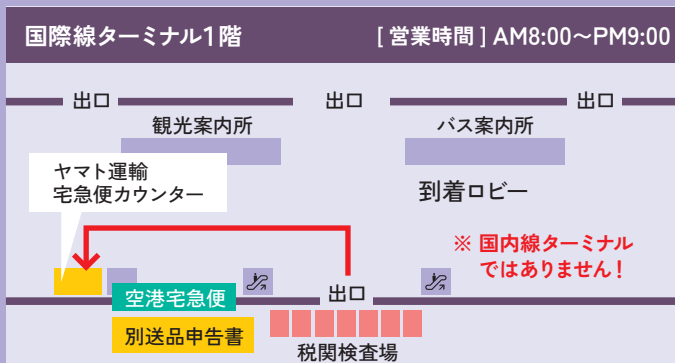 国際線ターミナル1階
[ 営業時間 ] AM8:00～PM9:00
出口 出口 出口
観光案内所 バス案内所
ヤマト運輸
宅急便カウンター
到着ロビー
※ 国内線ターミナル
ではありません！
空港宅急便
出口
別送品申告書
税関検査場